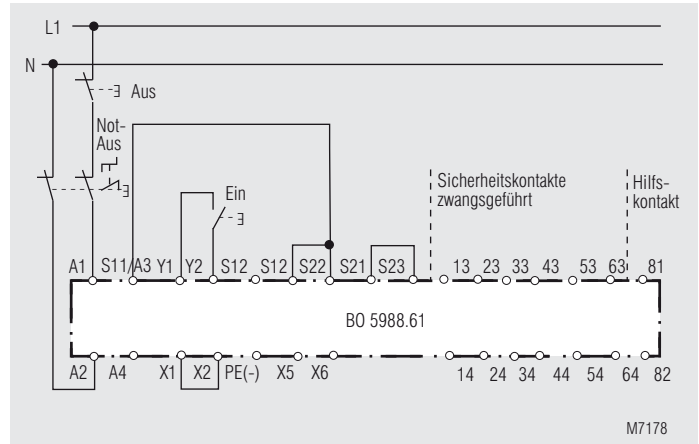 L1
N
Aus
Not-
Aus
Ein
Sicherheitskontakte
zwangsgeführt
Hilfs-
kontakt
A1 S11/A3 Y1 Y2 S12 S12 S22 S21 S23 13 23 33 43 53 63 81
BO 5988.61
A2 A4 X1 X2 PE(-) X5 X6 14 24 34 44 54 64 82
M7178